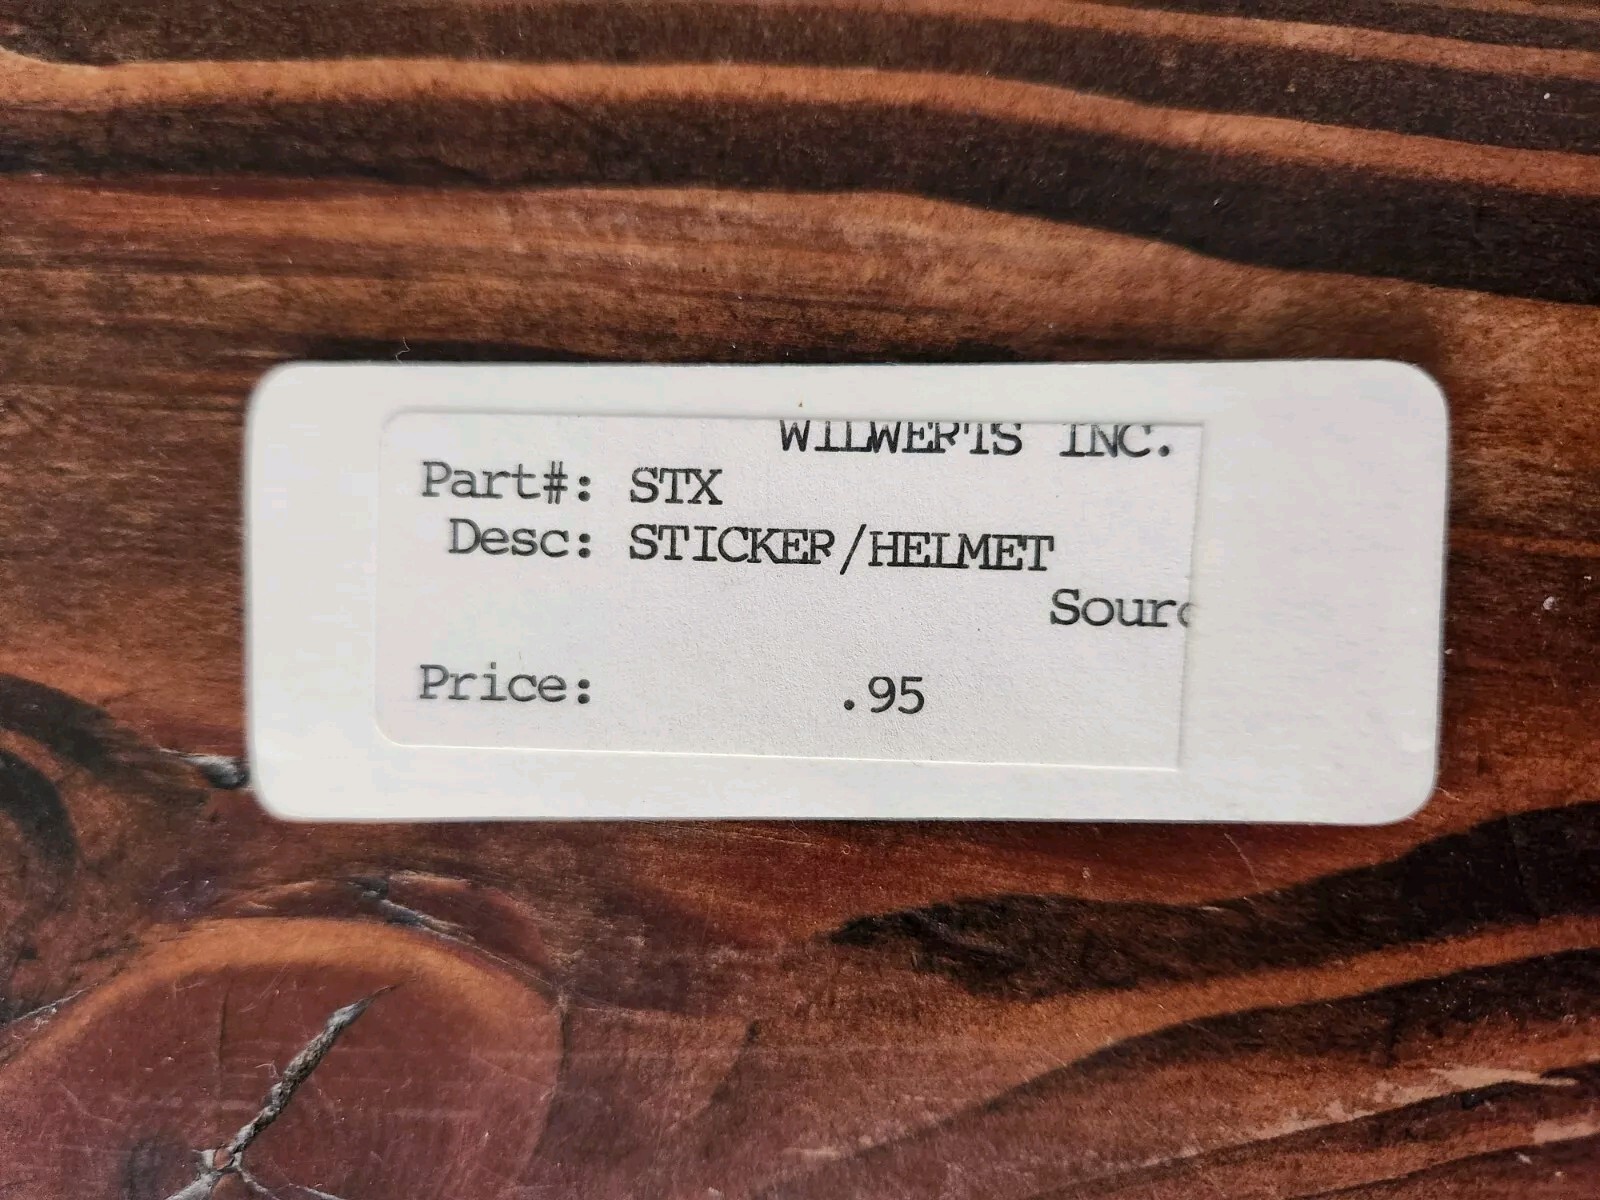 WILWERTS INC.
Part#: STX
Desc: STICKER/HELMET
Sourc
Price: .95